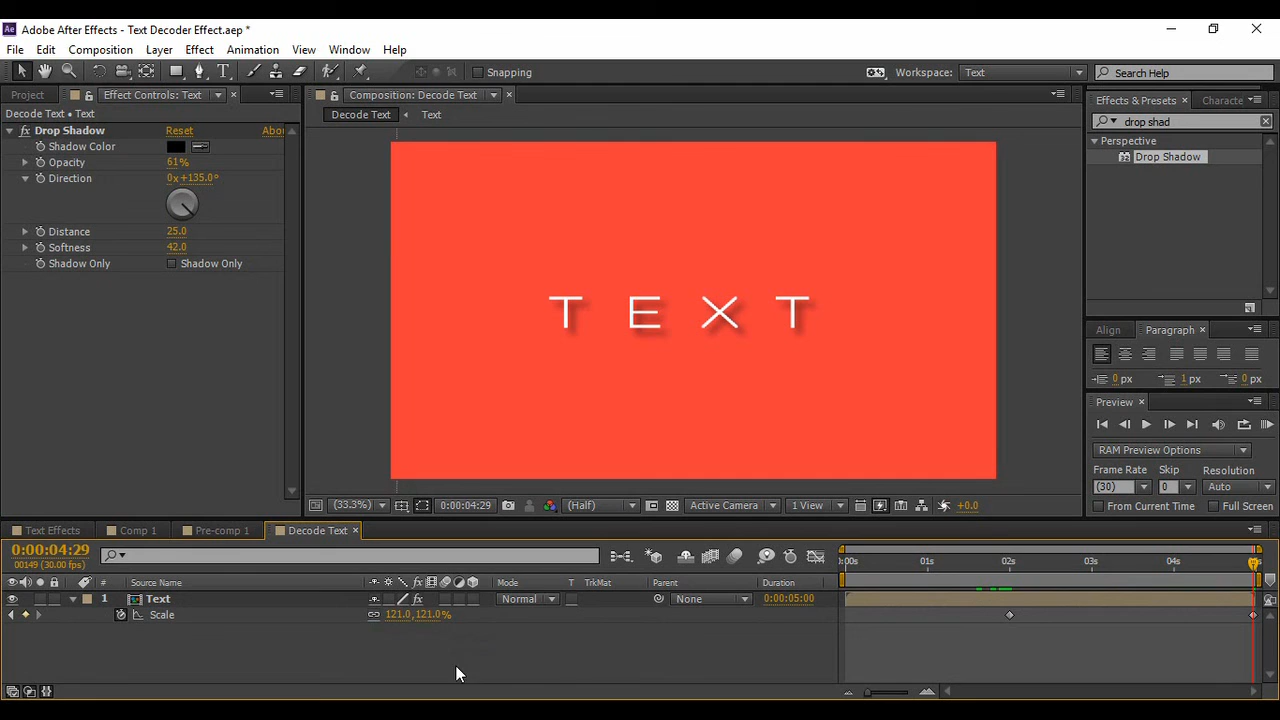 Adobe After Effects - Text Decoder Effect.aep *
File Edit Composition Layer Effect Animation View Window Help
Snapping
Workspace: Text
Search Help
Project
Effect Controls: Text
Composition: Decode Text
Effects & Presets
Characte
Decode Text • Text
Decode Text
Text
drop shad
fx Drop Shadow Reset Abo
Shadow Color
Opacity 61%
Direction 0x+135.0°
Distance 25.0
Softness 42.0
Shadow Only Shadow Only
Perspective
Drop Shadow
T E X T
Align Paragraph
0 px 1 px 0 px
Preview
RAM Preview Options
Frame Rate Skip Resolution
(30) 0 Auto
From Current Time Full Screen
(33.3%) 0:00:04:29 (Half) Active Camera 1 View +0.0
Text Effects Comp 1 Pre-comp 1 Decode Text
0:00:04:29
00149 (30.00 fps)
:00s 01s 02s 03s 04s
# Source Name fx Mode T TrkMat Parent Duration
1 Text fx Normal None 0:00:05:00
Scale 121.0,121.0%